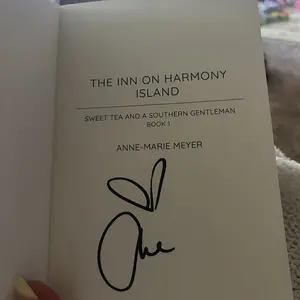 THE INN ON HARMONY
ISLAND
SWEET TEA AND A SOUTHERN GENTLEMAN
BOOK 1
ANNE-MARIE MEYER